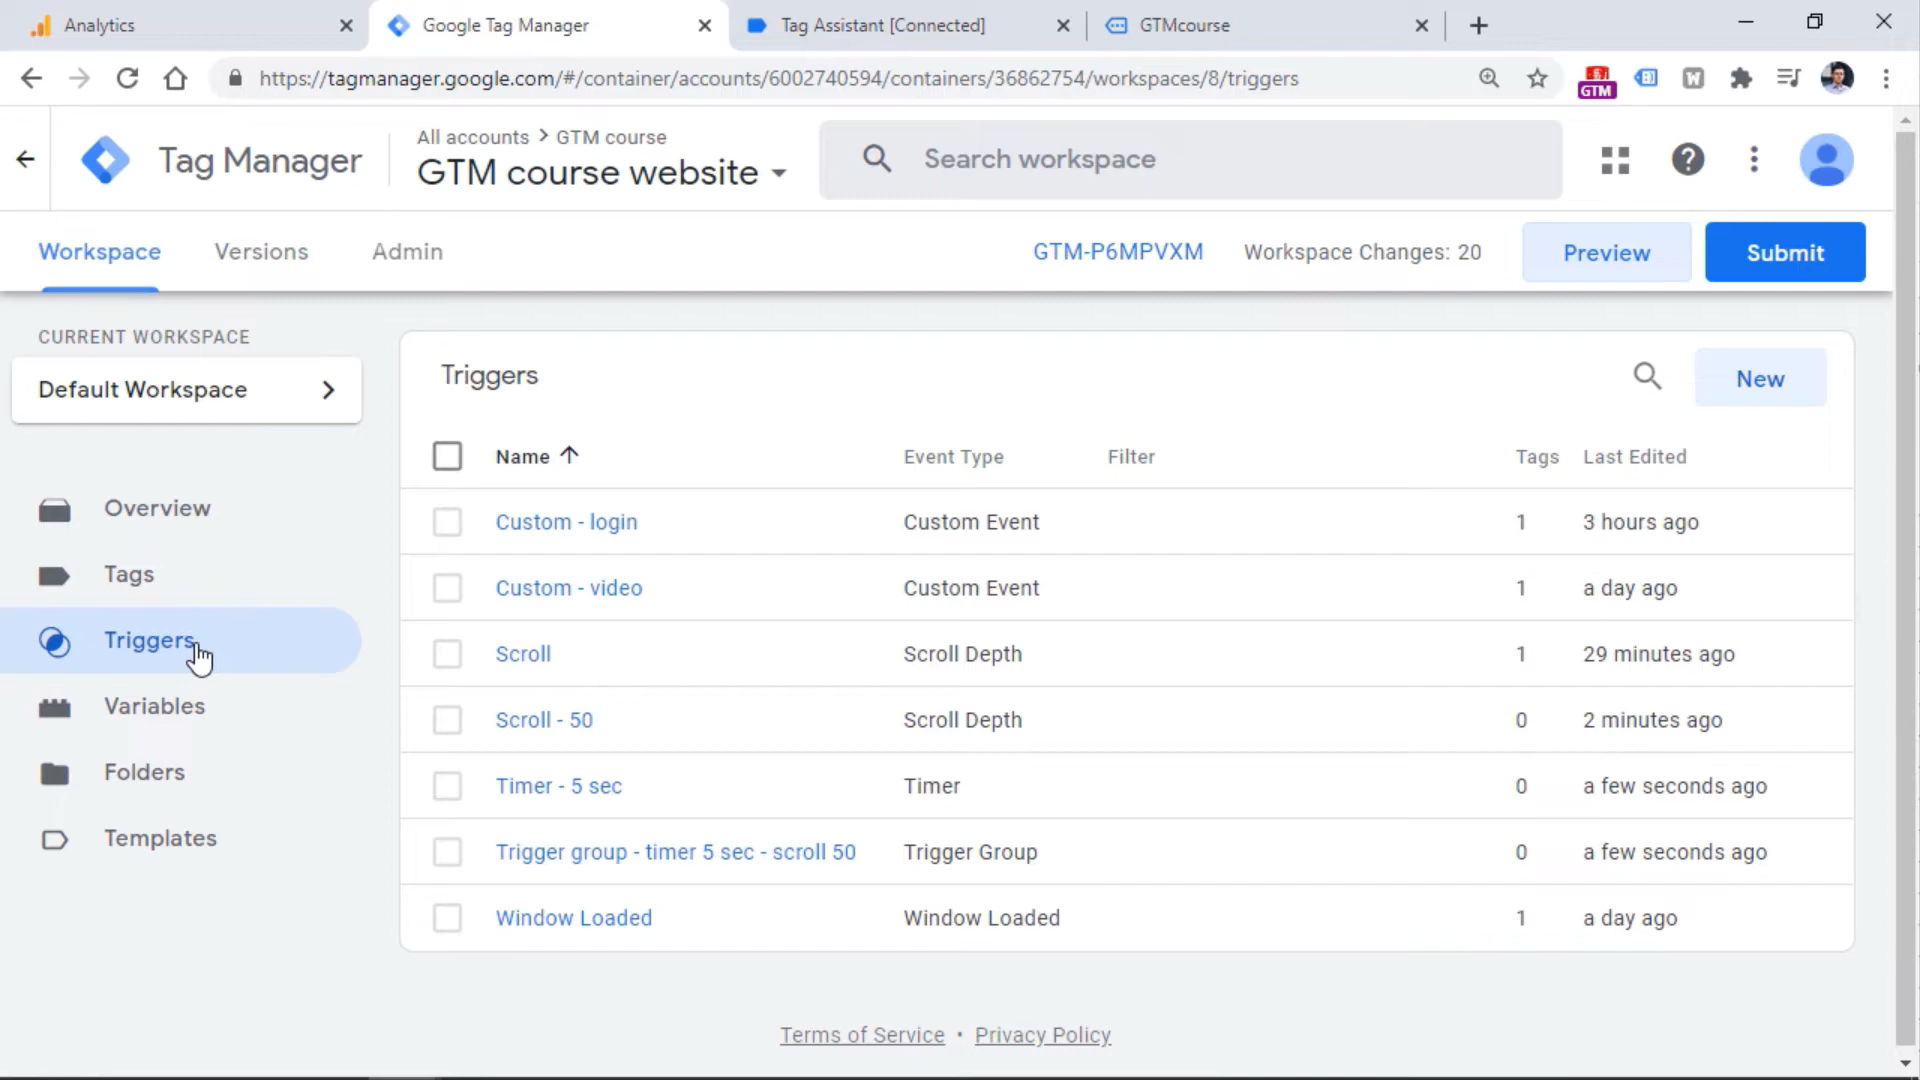 Analytics
Google Tag Manager
Tag Assistant [Connected]
GTMcourse
https://tagmanager.google.com/#/container/accounts/6002740594/containers/36862754/workspaces/8/triggers
GTM
W
Tag Manager
All accounts > GTM course
GTM course website
Search workspace
Workspace
Versions
Admin
GTM-P6MPVXM
Workspace Changes: 20
Preview
Submit
CURRENT WORKSPACE
Default Workspace
Overview
Tags
Triggers
Variables
Folders
Templates
Triggers
New
Name Event Type Filter Tags Last Edited
Custom - login Custom Event 1 3 hours ago
Custom - video Custom Event 1 a day ago
Scroll Scroll Depth 1 29 minutes ago
Scroll - 50 Scroll Depth 0 2 minutes ago
Timer - 5 sec Timer 0 a few seconds ago
Trigger group - timer 5 sec - scroll 50 Trigger Group 0 a few seconds ago
Window Loaded Window Loaded 1 a day ago
Terms of Service • Privacy Policy